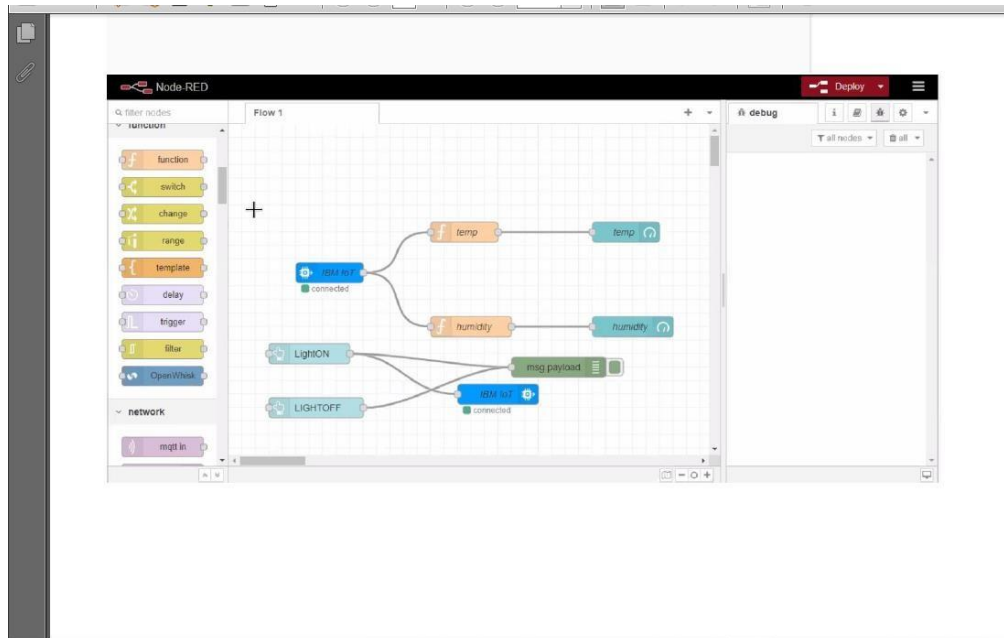 Node-RED
Deploy
filter nodes
Flow 1
debug
i
all nodes
all
function
function
switch
change
range
template
delay
trigger
filter
OpenWhisk
network
mqtt in
temp
temp
IBM IoT
connected
humidity
humidity
LightON
msg.payload
IBM IoT
connected
LIGHTOFF